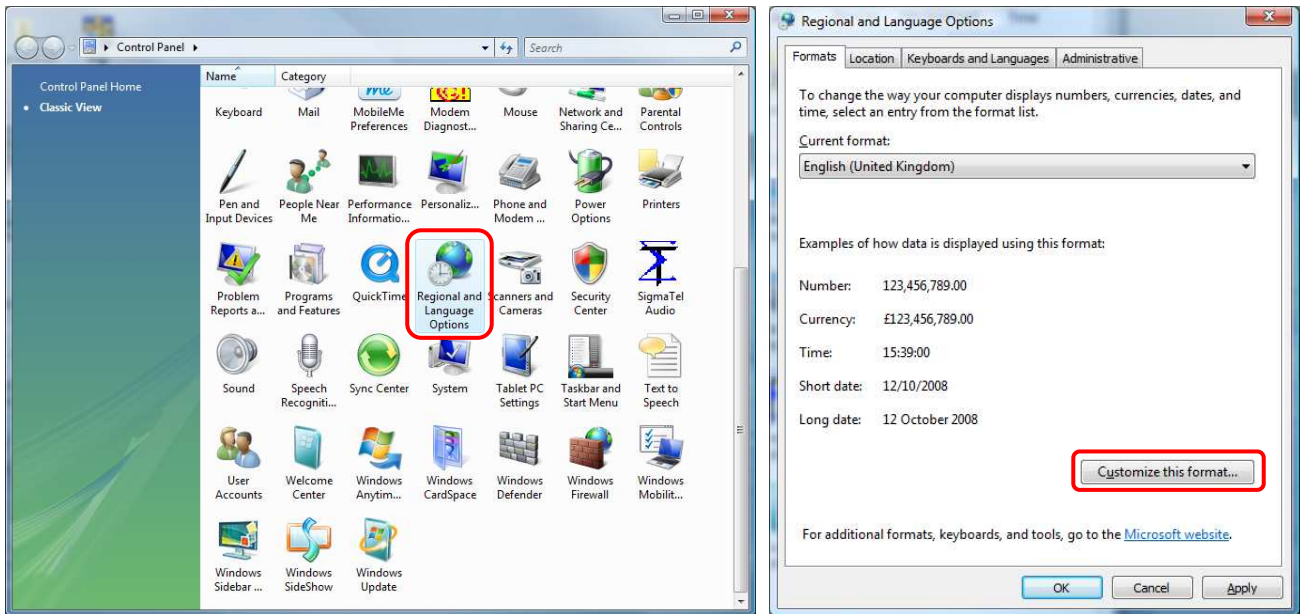 Control Panel
Search
Control Panel Home
Classic View
Name Category
Keyboard Mail MobileMe Preferences Modem Diagnost... Mouse Network and Sharing Ce... Parental Controls
Pen and Input Devices People Near Me Performance Informatio... Personaliz... Phone and Modem ... Power Options Printers
Problem Reports a... Programs and Features QuickTime Regional and Language Options Scanners and Cameras Security Center SigmaTel Audio
Sound Speech Recogniti... Sync Center System Tablet PC Settings Taskbar and Start Menu Text to Speech
User Accounts Welcome Center Windows Anytim... Windows CardSpace Windows Defender Windows Firewall Windows Mobilit...
Windows Sidebar ... Windows SideShow Windows Update
Regional and Language Options
Formats Location Keyboards and Languages Administrative
To change the way your computer displays numbers, currencies, dates, and
time, select an entry from the format list.
Current format:
English (United Kingdom)
Examples of how data is displayed using this format:
Number: 123,456,789.00
Currency: £123,456,789.00
Time: 15:39:00
Short date: 12/10/2008
Long date: 12 October 2008
Customize this format...
For additional formats, keyboards, and tools, go to the Microsoft website.
OK Cancel Apply